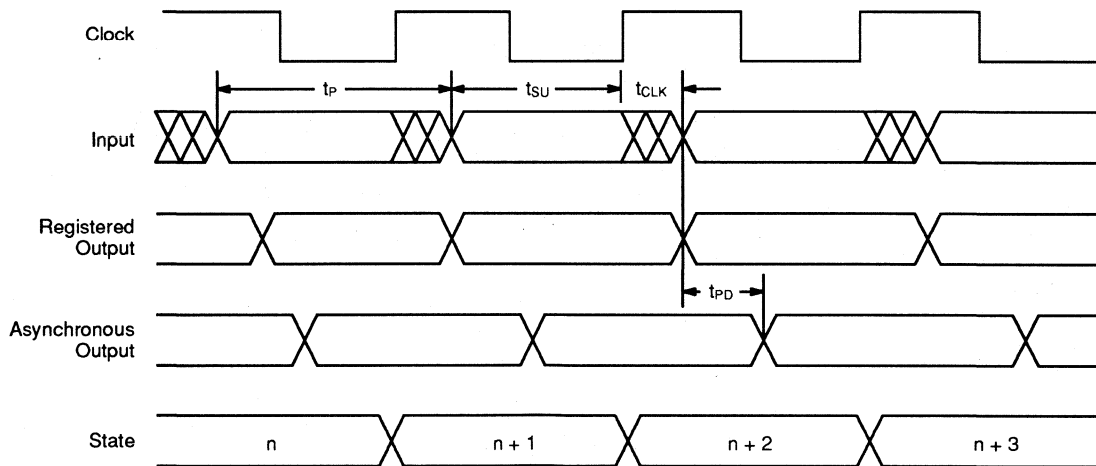 Clock
tP
tSU
tCLK
Input
Registered
Output
tPD
Asynchronous
Output
State
n
n + 1
n + 2
n + 3